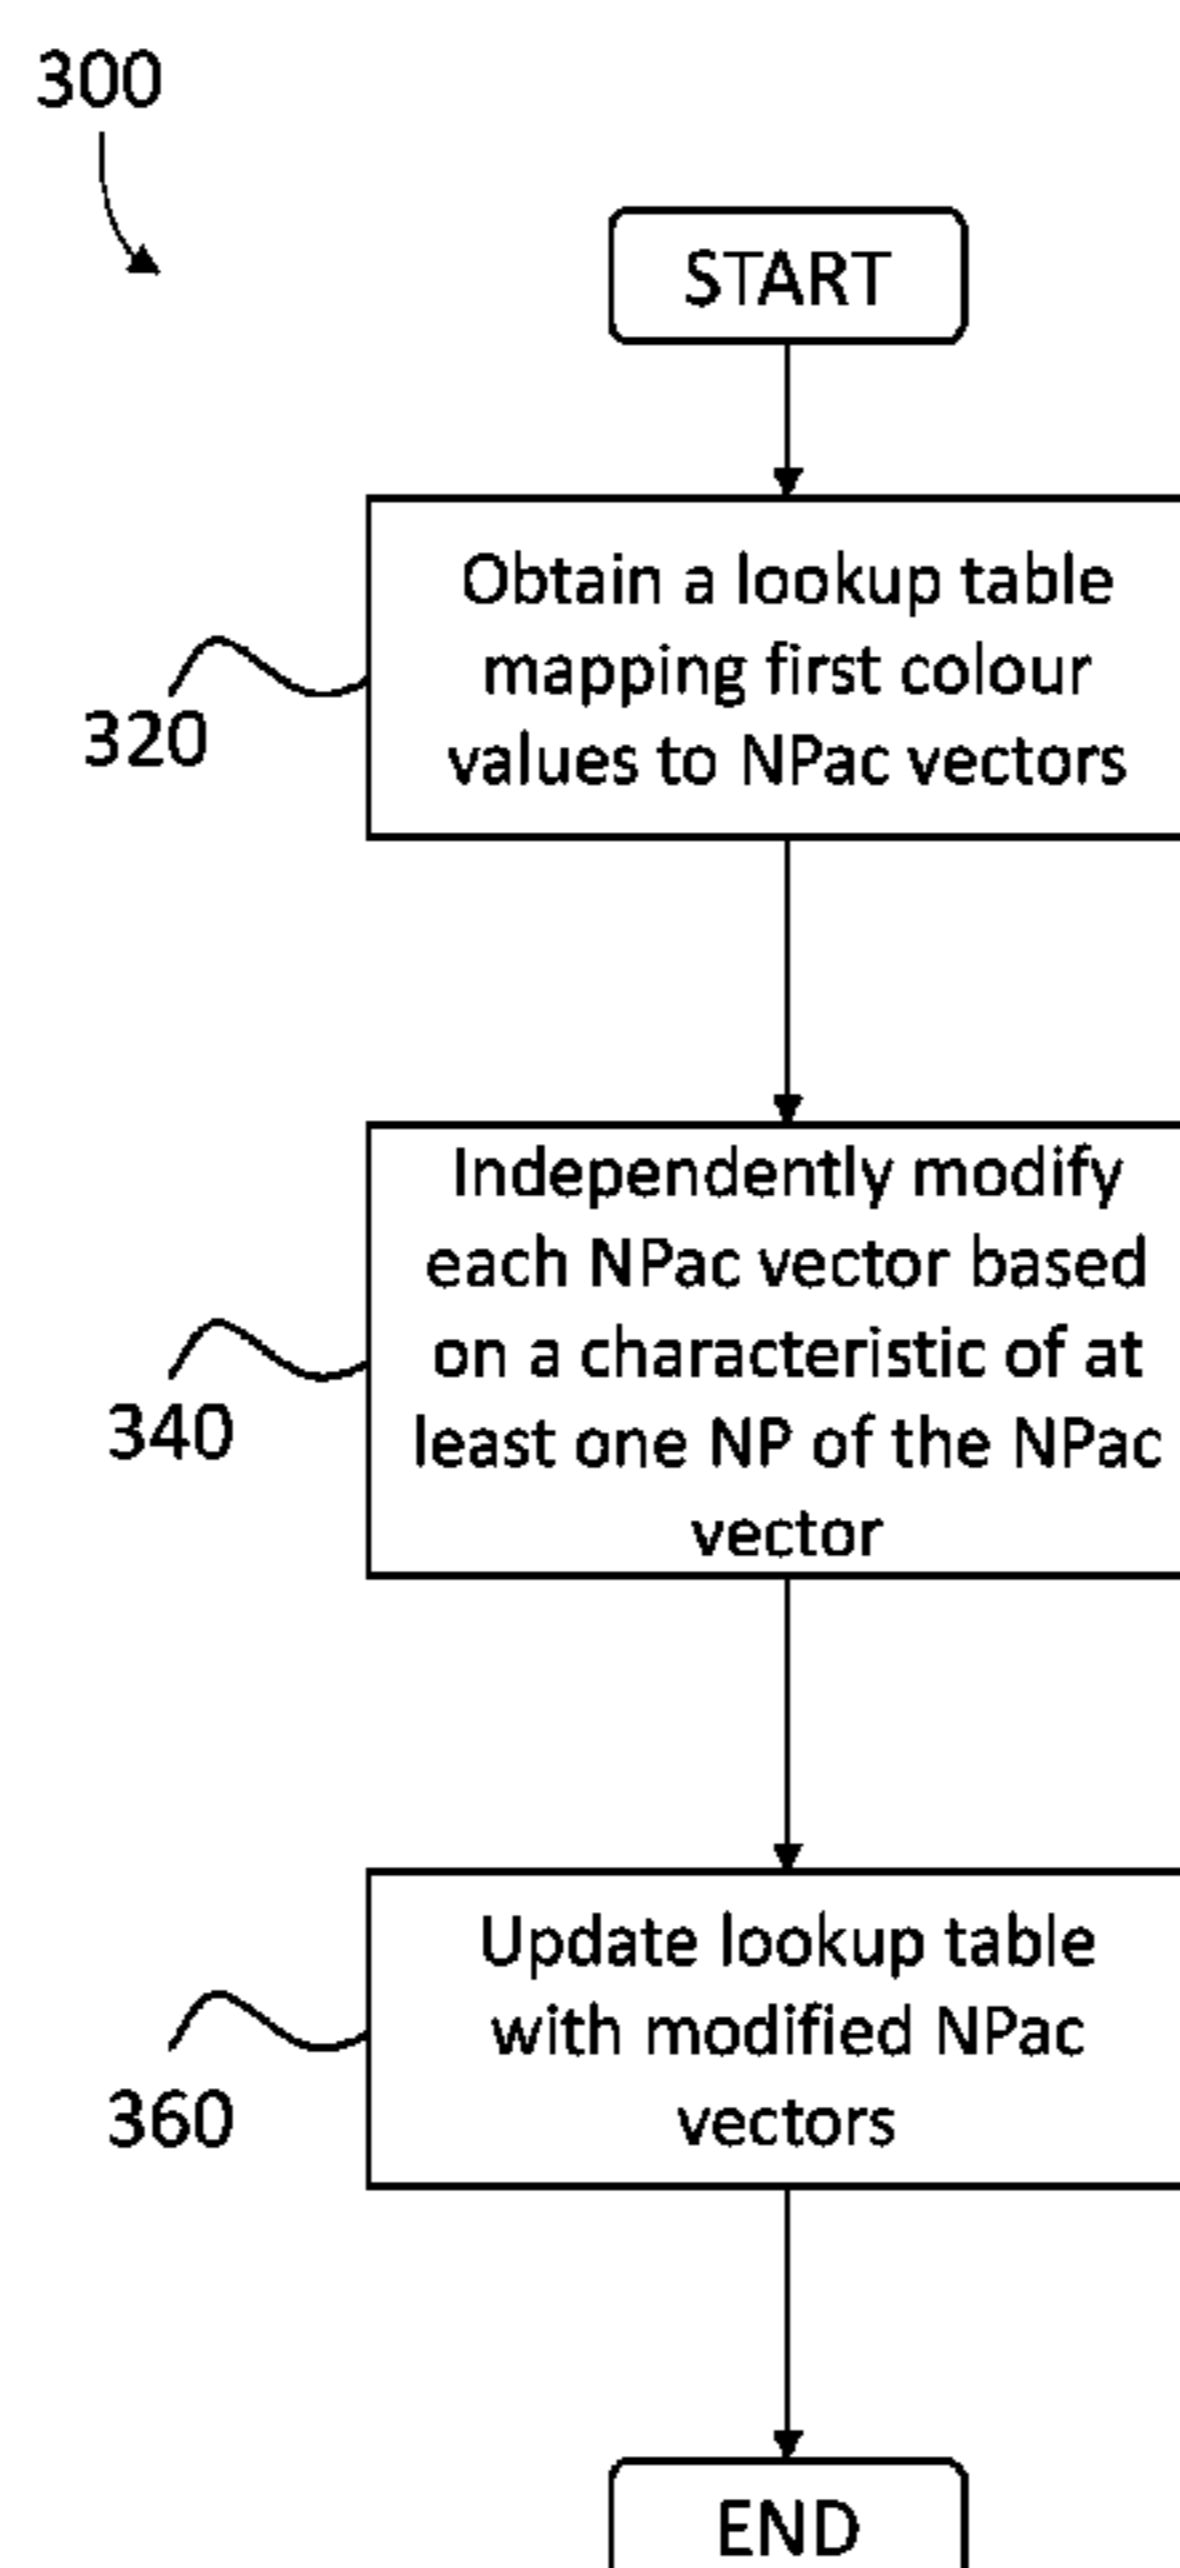 300
START
Obtain a lookup table
mapping first colour
values to NPac vectors
320
Independently modify
each NPac vector based
on a characteristic of at
least one NP of the NPac
vector
340
Update lookup table
with modified NPac
vectors
360
END